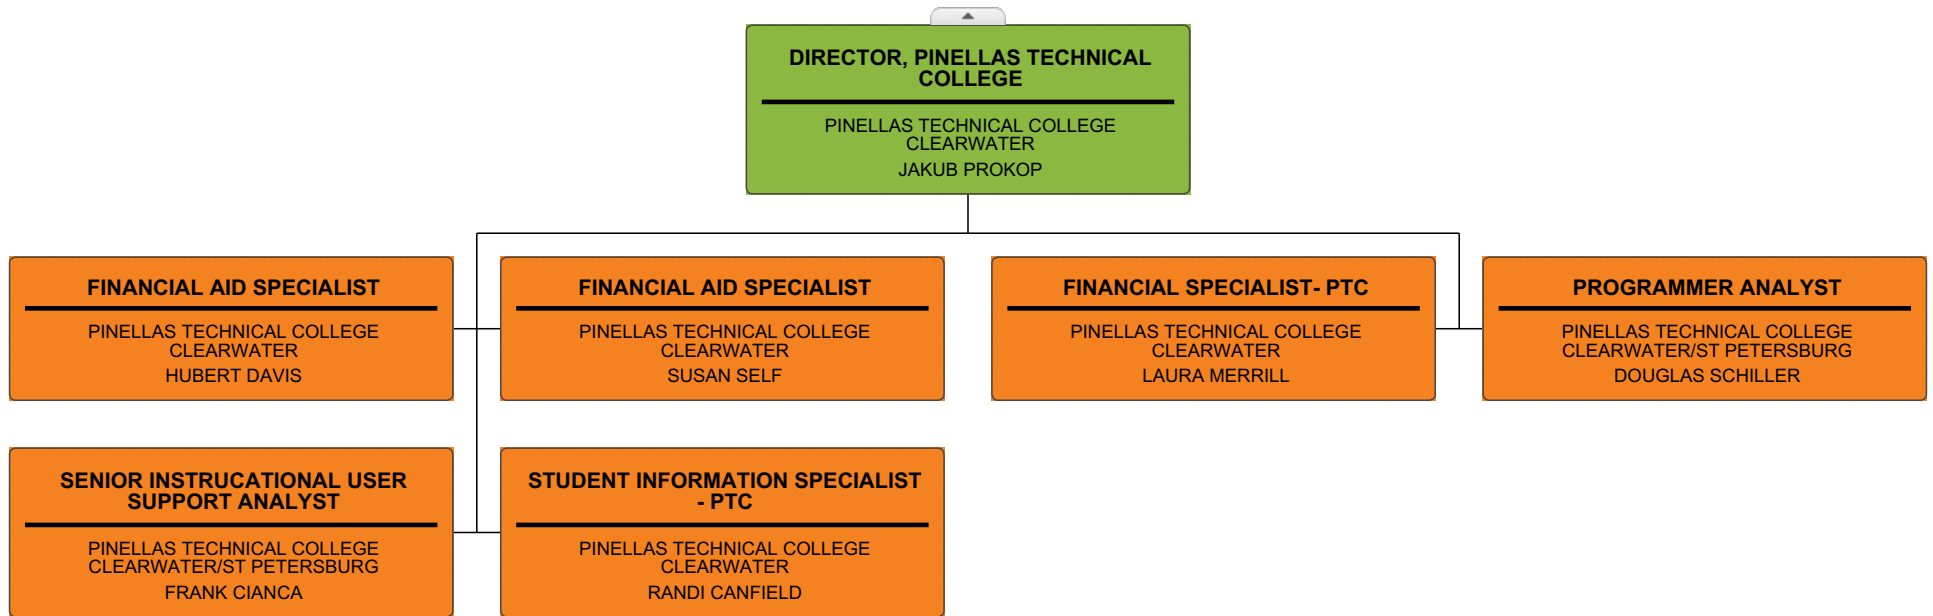 DIRECTOR, PINELLAS TECHNICAL
COLLEGE
PINELLAS TECHNICAL COLLEGE
CLEARWATER
JAKUB PROKOP
FINANCIAL AID SPECIALIST
PINELLAS TECHNICAL COLLEGE
CLEARWATER
HUBERT DAVIS
FINANCIAL AID SPECIALIST
PINELLAS TECHNICAL COLLEGE
CLEARWATER
SUSAN SELF
FINANCIAL SPECIALIST- PTC
PINELLAS TECHNICAL COLLEGE
CLEARWATER
LAURA MERRILL
PROGRAMMER ANALYST
PINELLAS TECHNICAL COLLEGE
CLEARWATER/ST PETERSBURG
DOUGLAS SCHILLER
SENIOR INSTRUCATIONAL USER
SUPPORT ANALYST
PINELLAS TECHNICAL COLLEGE
CLEARWATER/ST PETERSBURG
FRANK CIANCA
STUDENT INFORMATION SPECIALIST
- PTC
PINELLAS TECHNICAL COLLEGE
CLEARWATER
RANDI CANFIELD